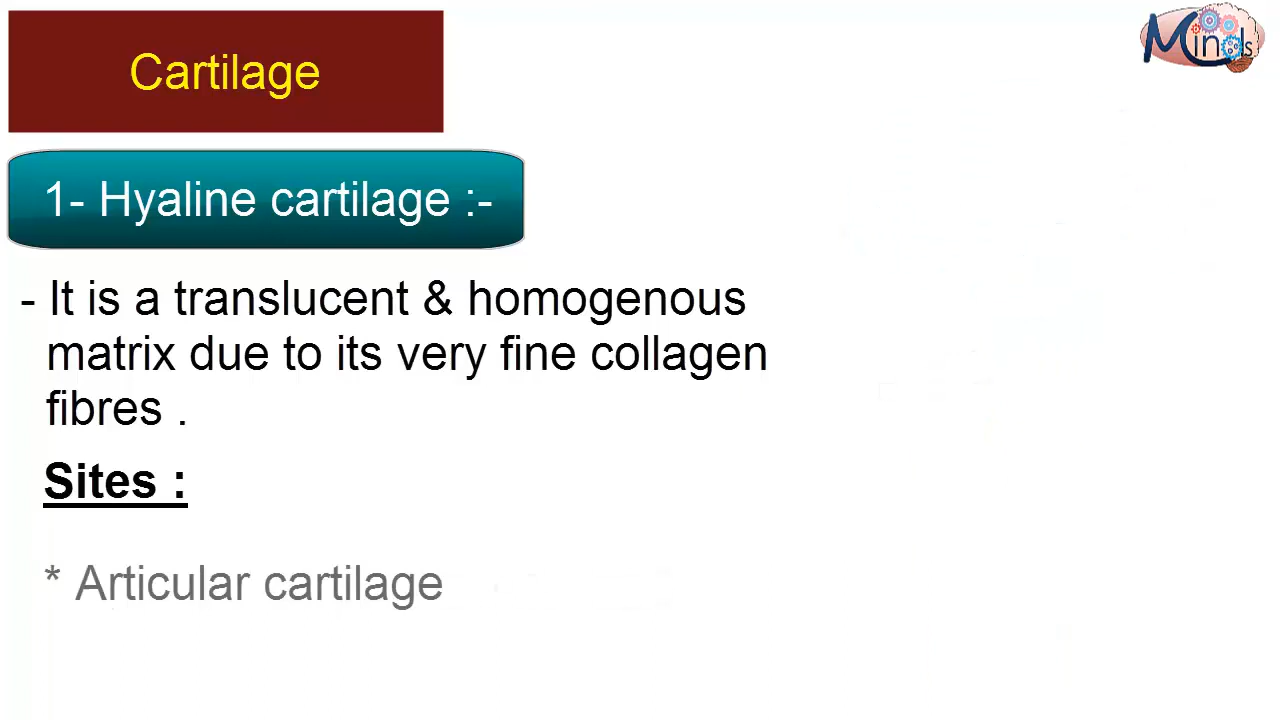 Minds
Cartilage
1- Hyaline cartilage :-
- It is a translucent & homogenous
matrix due to its very fine collagen
fibres .
Sites :
* Articular cartilage